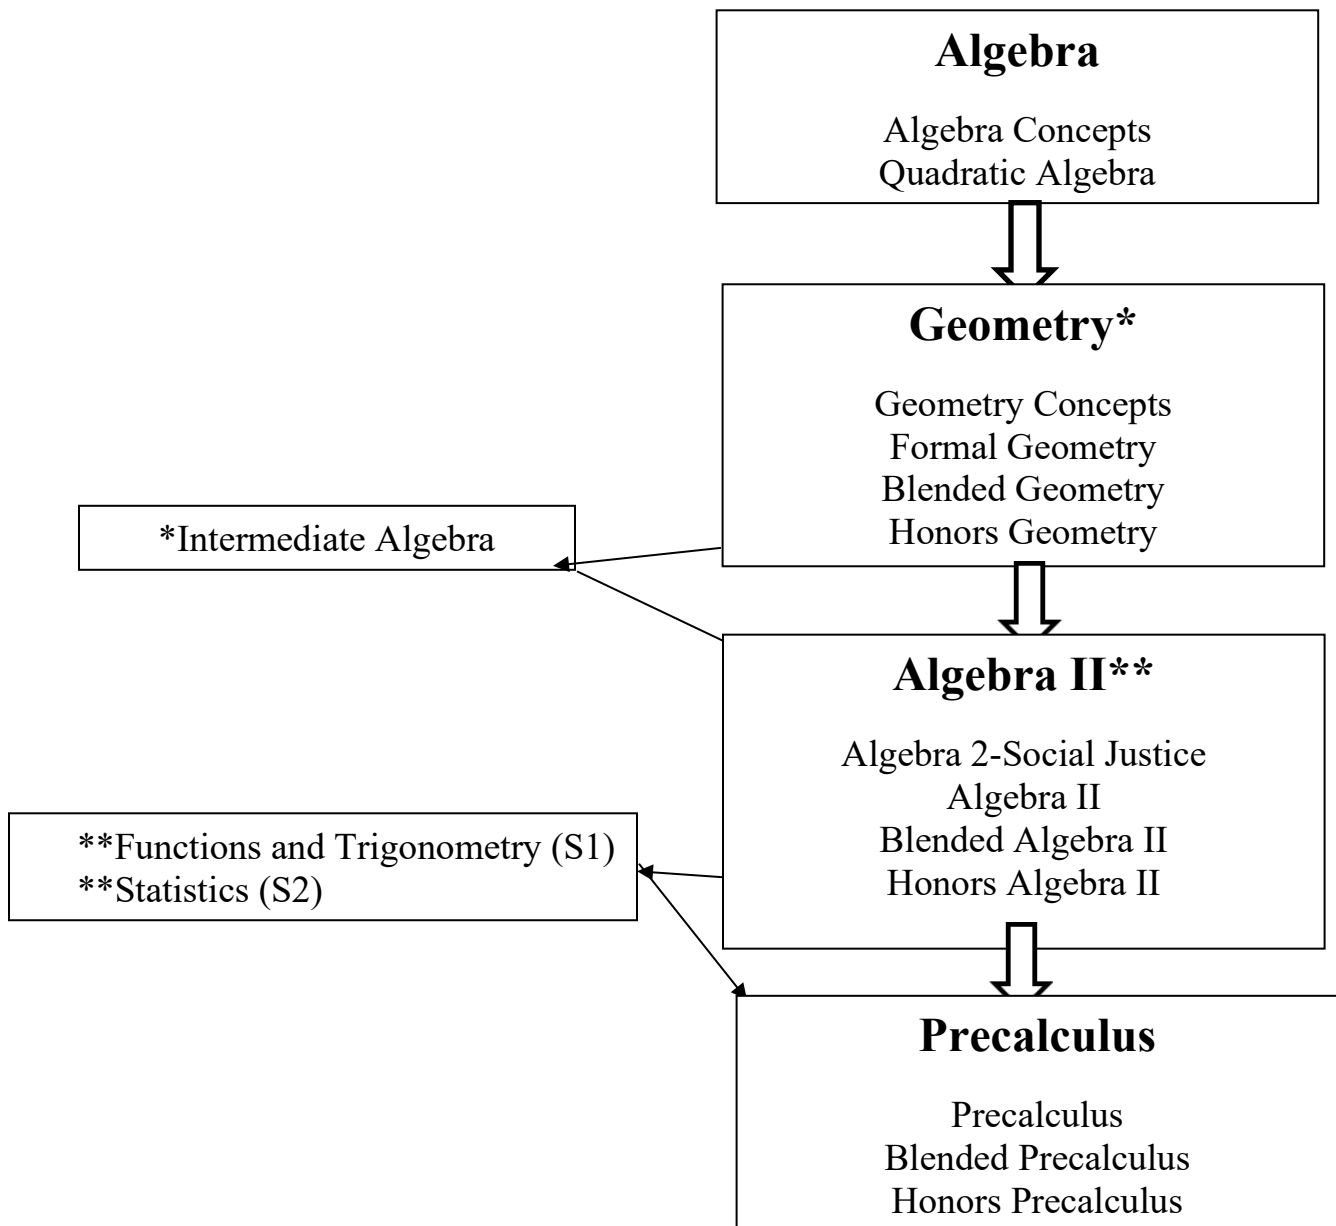 Algebra
Algebra Concepts
Quadratic Algebra
Geometry*
Geometry Concepts
Formal Geometry
Blended Geometry
Honors Geometry
*Intermediate Algebra
Algebra II**
Algebra 2-Social Justice
Algebra II
Blended Algebra II
Honors Algebra II
**Functions and Trigonometry (S1)
**Statistics (S2)
Precalculus
Precalculus
Blended Precalculus
Honors Precalculus